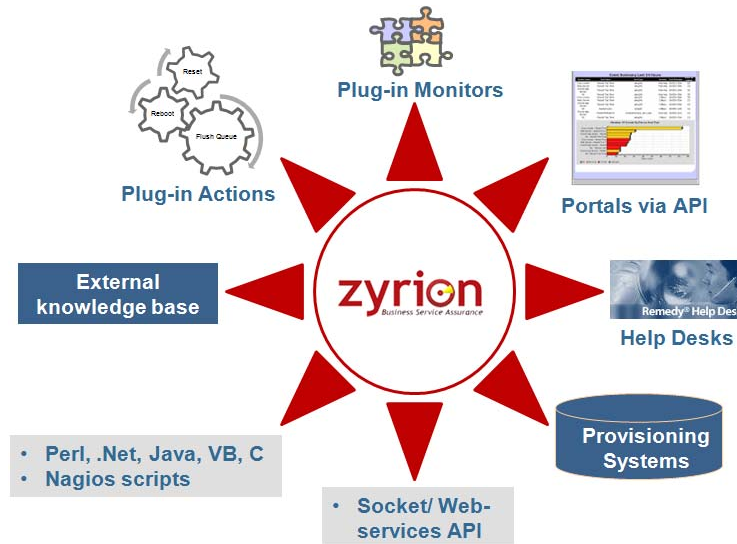 Reset
Reboot
Flush Queue
Plug-in Monitors
Plug-in Actions
Portals via API
External
knowledge base
zyrion
Business Service Assurance
Remedy® Help Des
Help Desks
Provisioning
Systems
• Perl, .Net, Java, VB, C
• Nagios scripts
• Socket/ Web-
services API